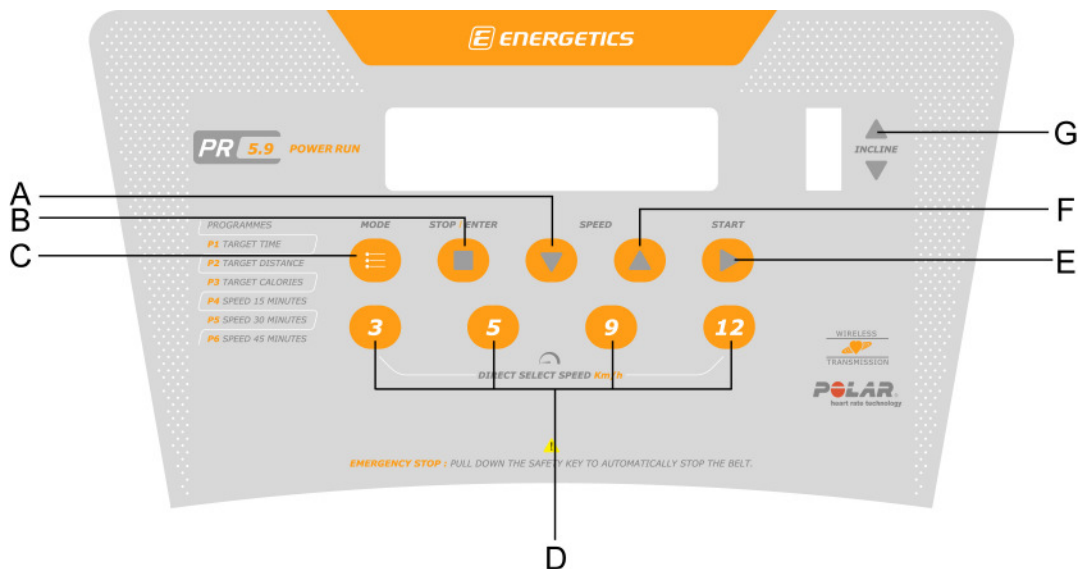 E ENERGETICS
PR 5.9 POWER RUN
INCLINE
G
A
B
C
F
E
PROGRAMMES
P1 TARGET TIME
P2 TARGET DISTANCE
P3 TARGET CALORIES
P4 SPEED 15 MINUTES
P5 SPEED 30 MINUTES
P6 SPEED 45 MINUTES
MODE STOP / ENTER SPEED START
3 5 9 12
DIRECT SELECT SPEED Km/h
WIRELESS
TRANSMISSION
POLAR®
heart rate technology
!
EMERGENCY STOP : PULL DOWN THE SAFETY KEY TO AUTOMATICALLY STOP THE BELT.
D